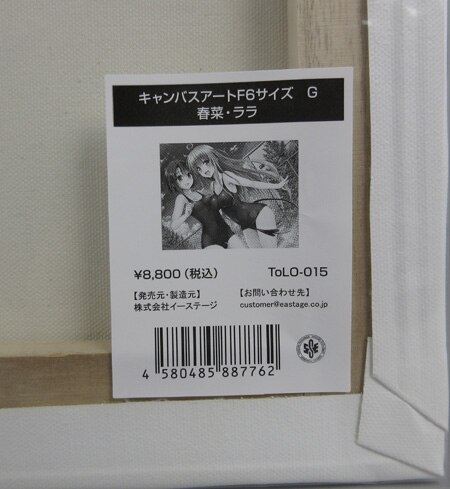 キャンバスアートF6サイズ　G
春菜・ララ
¥8,800（税込）
ToLO-015
【発売元・製造元】
株式会社イーステージ
【お問い合わせ先】
customer@eastage.co.jp
4 580485 887762